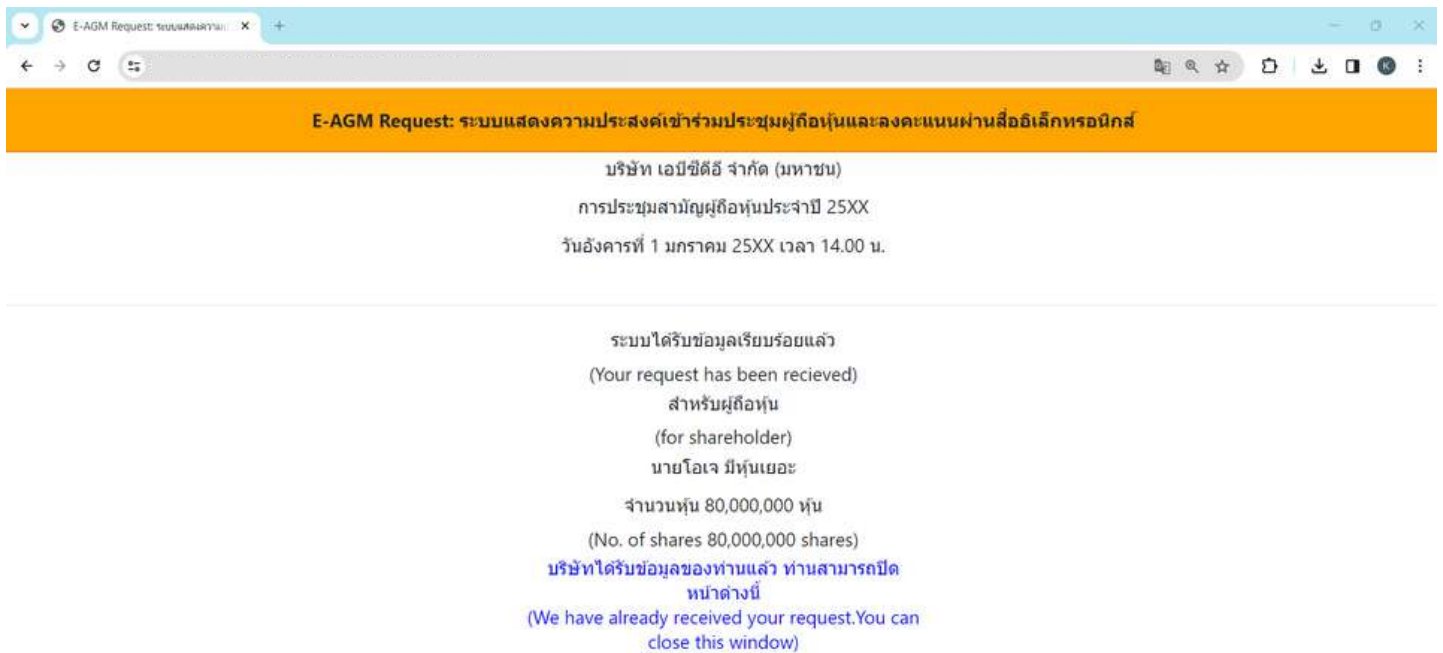 E-AGM Request: ระบบแสดงความ
E-AGM Request: ระบบแสดงความประสงค์เข้าร่วมประชุมผู้ถือหุ้นและลงคะแนนผ่านสื่ออิเล็กทรอนิกส์
บริษัท เอบีซีดีอี จำกัด (มหาชน)
การประชุมสามัญผู้ถือหุ้นประจำปี 25XX
วันอังคารที่ 1 มกราคม 25XX เวลา 14.00 น.
ระบบได้รับข้อมูลเรียบร้อยแล้ว
(Your request has been recieved)
สำหรับผู้ถือหุ้น
(for shareholder)
นายโอเจ มีหุ้นเยอะ
จำนวนหุ้น 80,000,000 หุ้น
(No. of shares 80,000,000 shares)
บริษัทได้รับข้อมูลของท่านแล้ว ท่านสามารถปิด
หน้าต่างนี้
(We have already received your request.You can
close this window)